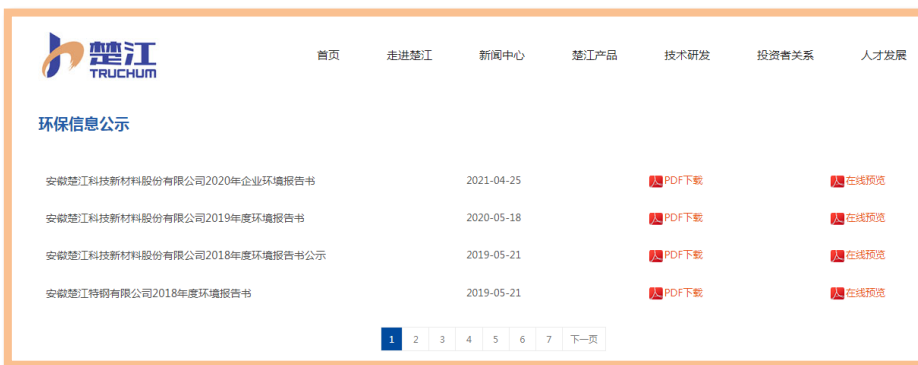 楚江
TRUCHUM
首页 走进楚江 新闻中心 楚江产品 技术研发 投资者关系 人才发展
环保信息公示
安徽楚江科技新材料股份有限公司2020年企业环境报告书 2021-04-25 PDF下载 在线预览
安徽楚江科技新材料股份有限公司2019年度环境报告书 2020-05-18 PDF下载 在线预览
安徽楚江科技新材料股份有限公司2018年度环境报告书公示 2019-05-21 PDF下载 在线预览
安徽楚江特钢有限公司2018年度环境报告书 2019-05-21 PDF下载 在线预览
1 2 3 4 5 6 7 下一页